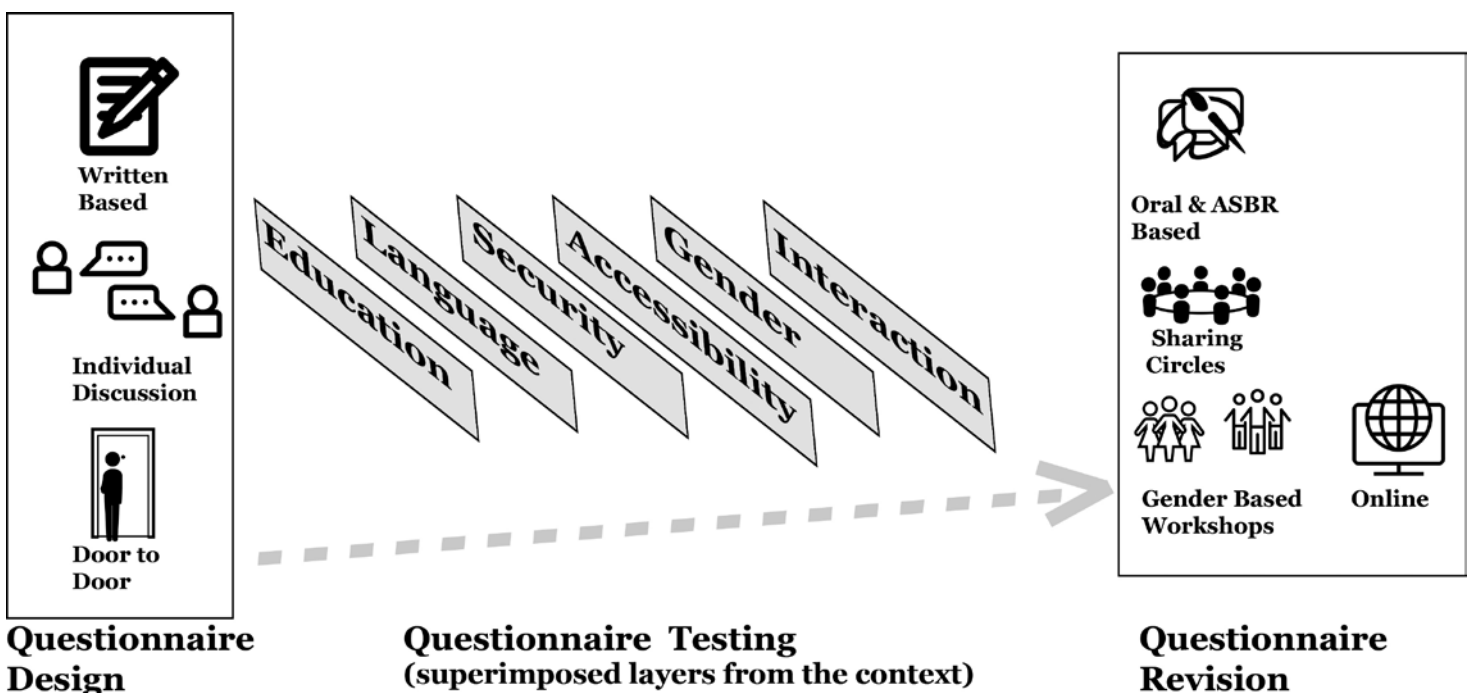 Written
Based
Individual
Discussion
Door to
Door
Questionnaire
Design
Education
Language
Security
Accessibility
Gender
Interaction
Questionnaire Testing
(superimposed layers from the context)
Oral & ASBR
Based
Sharing
Circles
Gender Based
Workshops
Online
Questionnaire
Revision